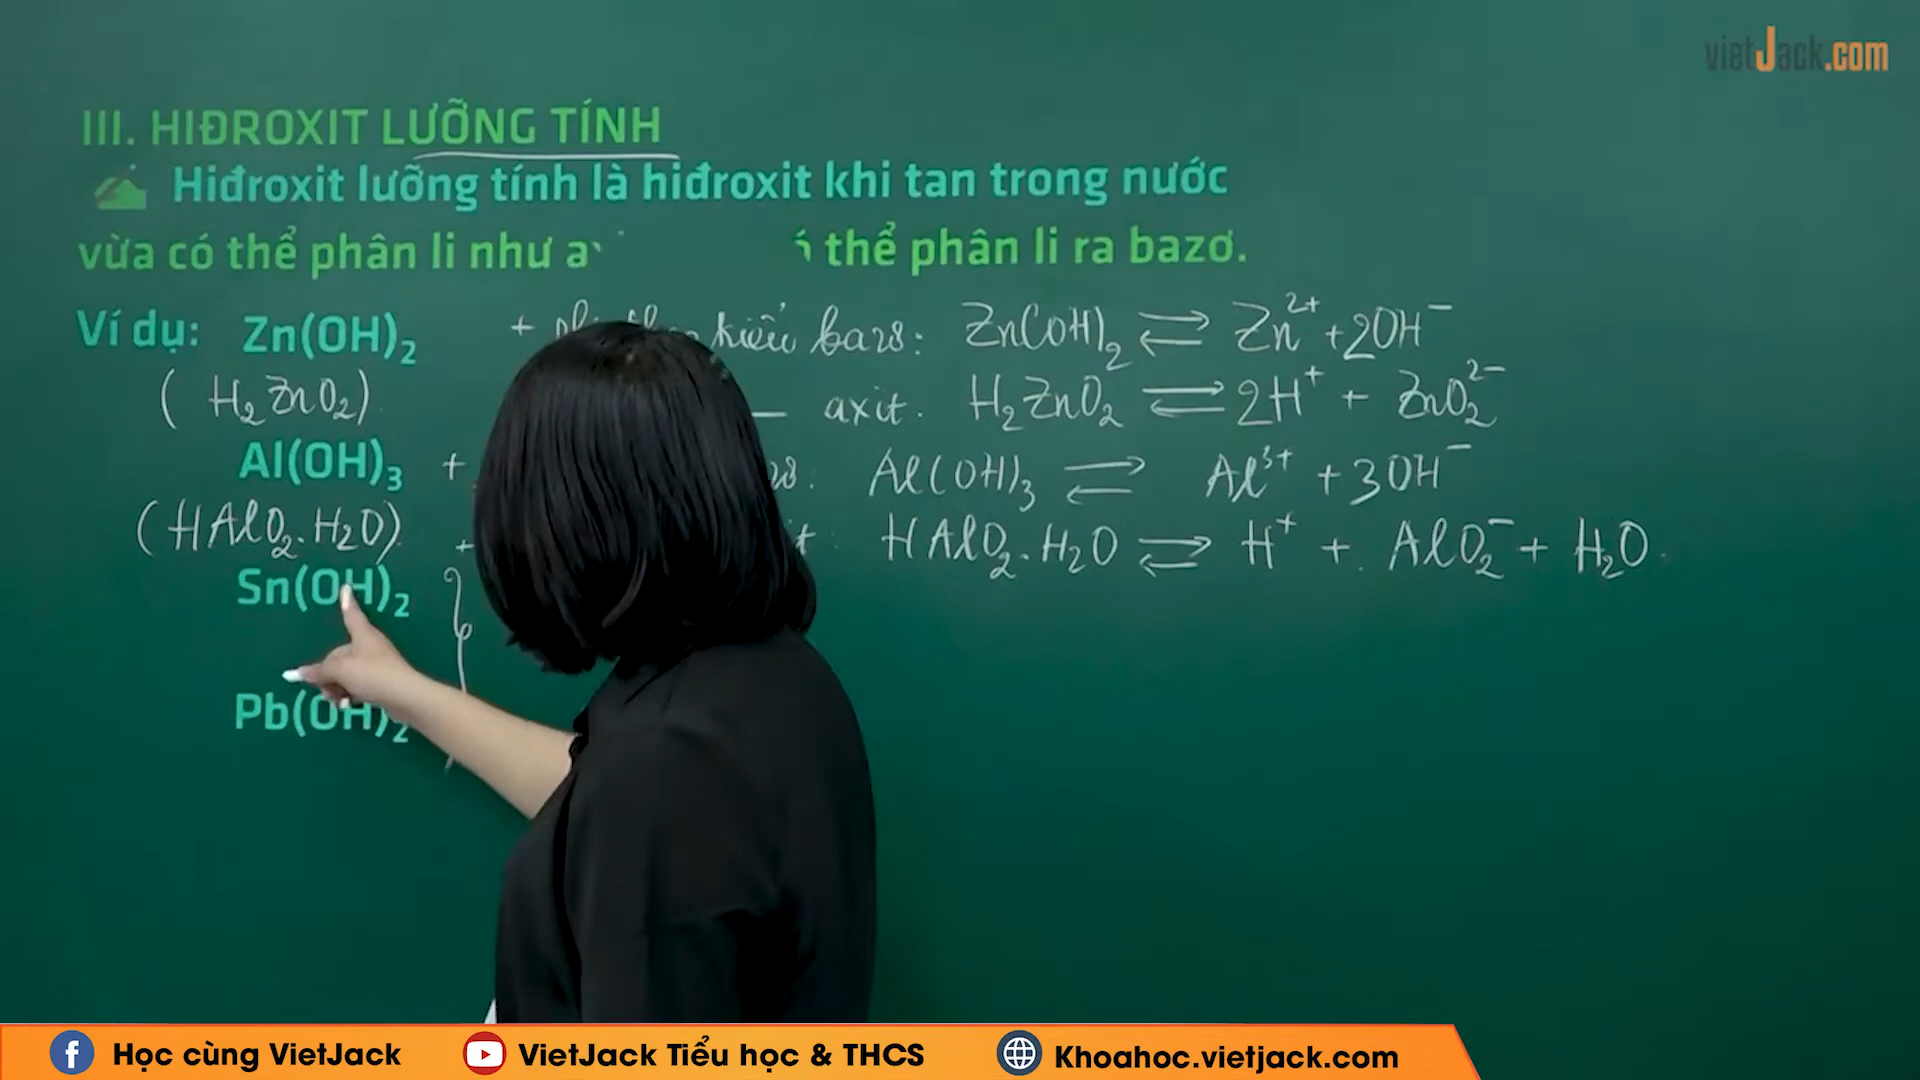 vietJack.com
III. HIĐROXIT LƯỠNG TÍNH
Hiđroxit lưỡng tính là hiđroxit khi tan trong nước
vừa có thể phân li như a thể phân li ra bazơ.
Ví dụ: Zn(OH)₂ + kiểu bazơ: Zn(OH)₂ ⇌ Zn²⁺ + 2OH⁻
(H₂ZnO₂) — axit. H₂ZnO₂ ⇌ 2H⁺ + ZnO₂²⁻
Al(OH)₃ + : Al(OH)₃ ⇌ Al³⁺ + 3OH⁻
(HAlO₂.H₂O) + : HAlO₂.H₂O ⇌ H⁺ + AlO₂⁻ + H₂O.
Sn(OH)₂
Pb(OH)₂
Học cùng VietJack VietJack Tiểu học & THCS Khoahoc.vietjack.com